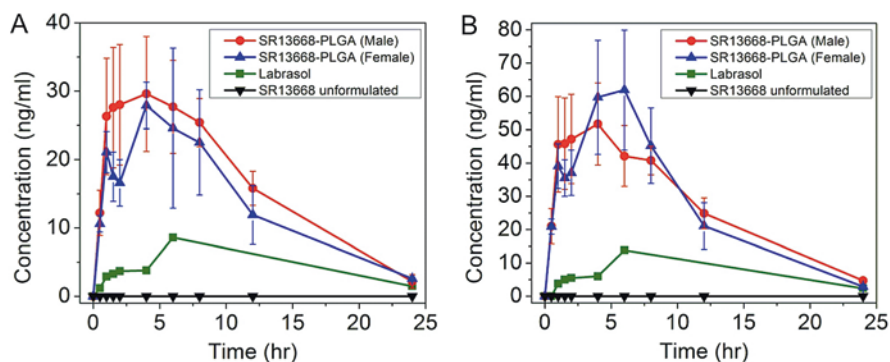 A
Concentration (ng/ml)
40
30
20
10
0
0 5 10 15 20 25
Time (hr)
SR13668-PLGA (Male)
SR13668-PLGA (Female)
Labrasol
SR13668 unformulated
B
Concentration (ng/ml)
80
70
60
50
40
30
20
10
0
0 5 10 15 20 25
Time (hr)
SR13668-PLGA (Male)
SR13668-PLGA (Female)
Labrasol
SR13668 unformulated